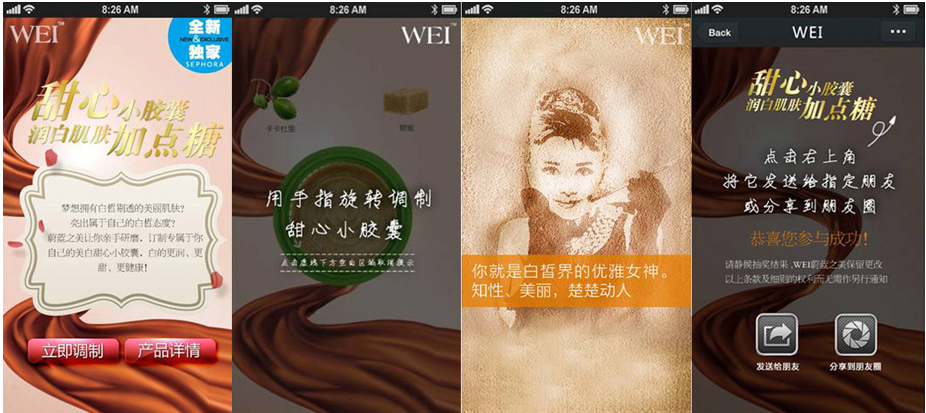 8:26 AM
WEI™
全新
NEW & EXCLUSIVE
独家
SEPHORA
甜心小胶囊
润白肌肤加点糖
梦想拥有白皙剔透的美丽肌肤?
亮出属于自己的白皙态度?
蔚蓝之美让你亲手研磨，订制专属于你
自己的美白甜心小胶囊，白的更润、更
甜、更健康!
立即调制
产品详情
8:26 AM
WEI™
卡卡杜李
用手指旋转调制
甜心小胶囊
8:26 AM
WEI™
你就是白皙界的优雅女神。
知性、美丽，楚楚动人
8:26 AM
Back
WEI
甜心小胶囊
润白肌肤加点糖
点击右上角
将它发送给指定朋友
或分享到朋友圈
恭喜您参与成功!
请静候抽奖结果 ,WEI蔚蓝之美保留更改
以上条款及细则的权利而无需作另行通知
发送给朋友
分享到朋友圈